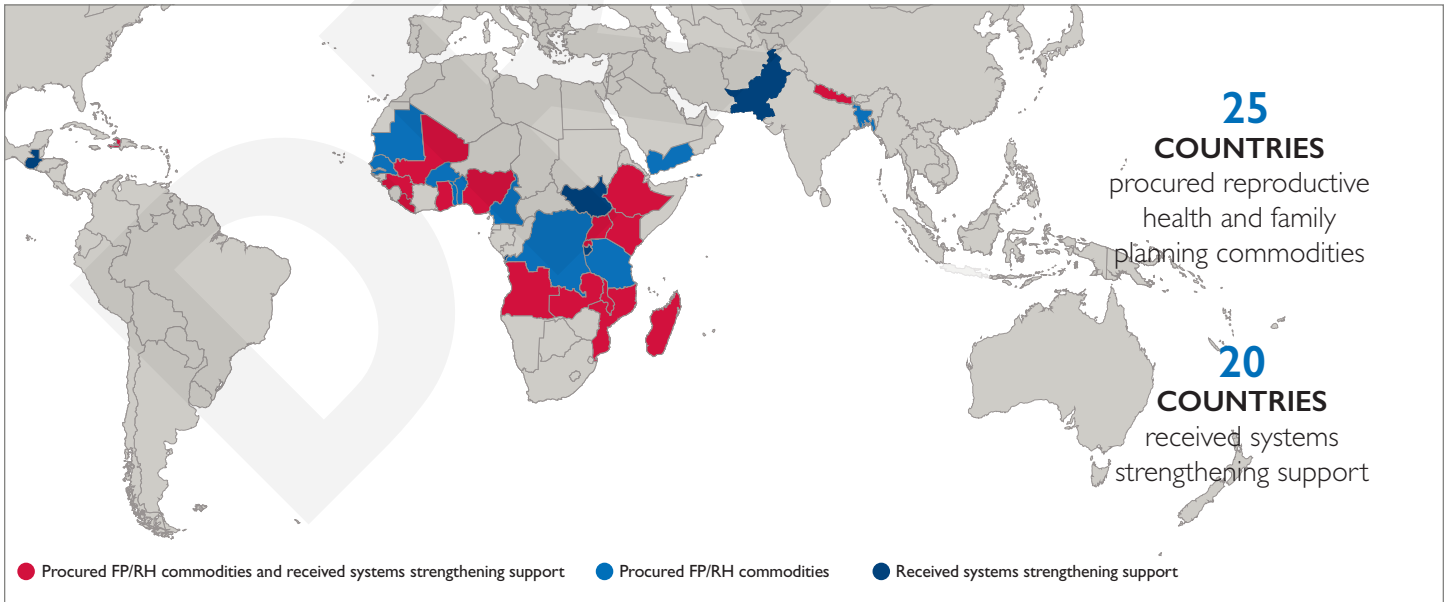 25
COUNTRIES
procured reproductive
health and family
planning commodities
20
COUNTRIES
received systems
strengthening support
Procured FP/RH commodities and received systems strengthening support
Procured FP/RH commodities
Received systems strengthening support